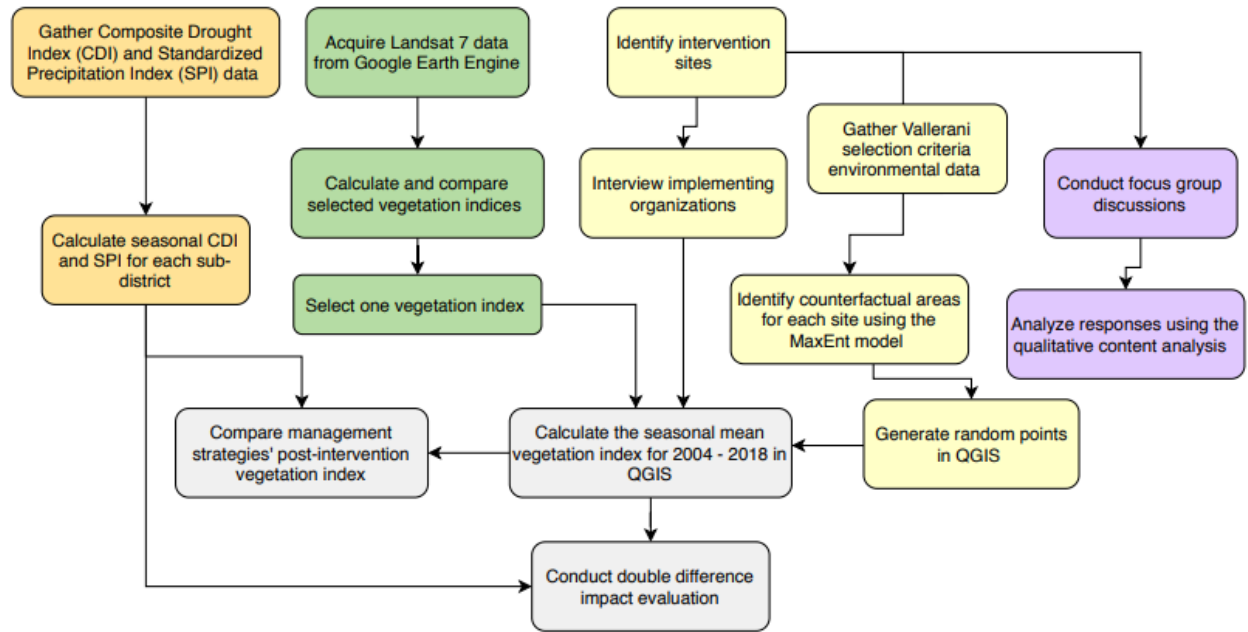 Gather Composite Drought
Index (CDI) and Standardized
Precipitation Index (SPI) data
Acquire Landsat 7 data
from Google Earth Engine
Identify intervention
sites
Gather Vallerani
selection criteria
environmental data
Calculate and compare
selected vegetation indices
Interview implementing
organizations
Conduct focus group
discussions
Calculate seasonal CDI
and SPI for each sub-
district
Select one vegetation index
Identify counterfactual areas
for each site using the
MaxEnt model
Analyze responses using the
qualitative content analysis
Compare management
strategies' post-intervention
vegetation index
Calculate the seasonal mean
vegetation index for 2004 - 2018 in
QGIS
Generate random points
in QGIS
Conduct double difference
impact evaluation